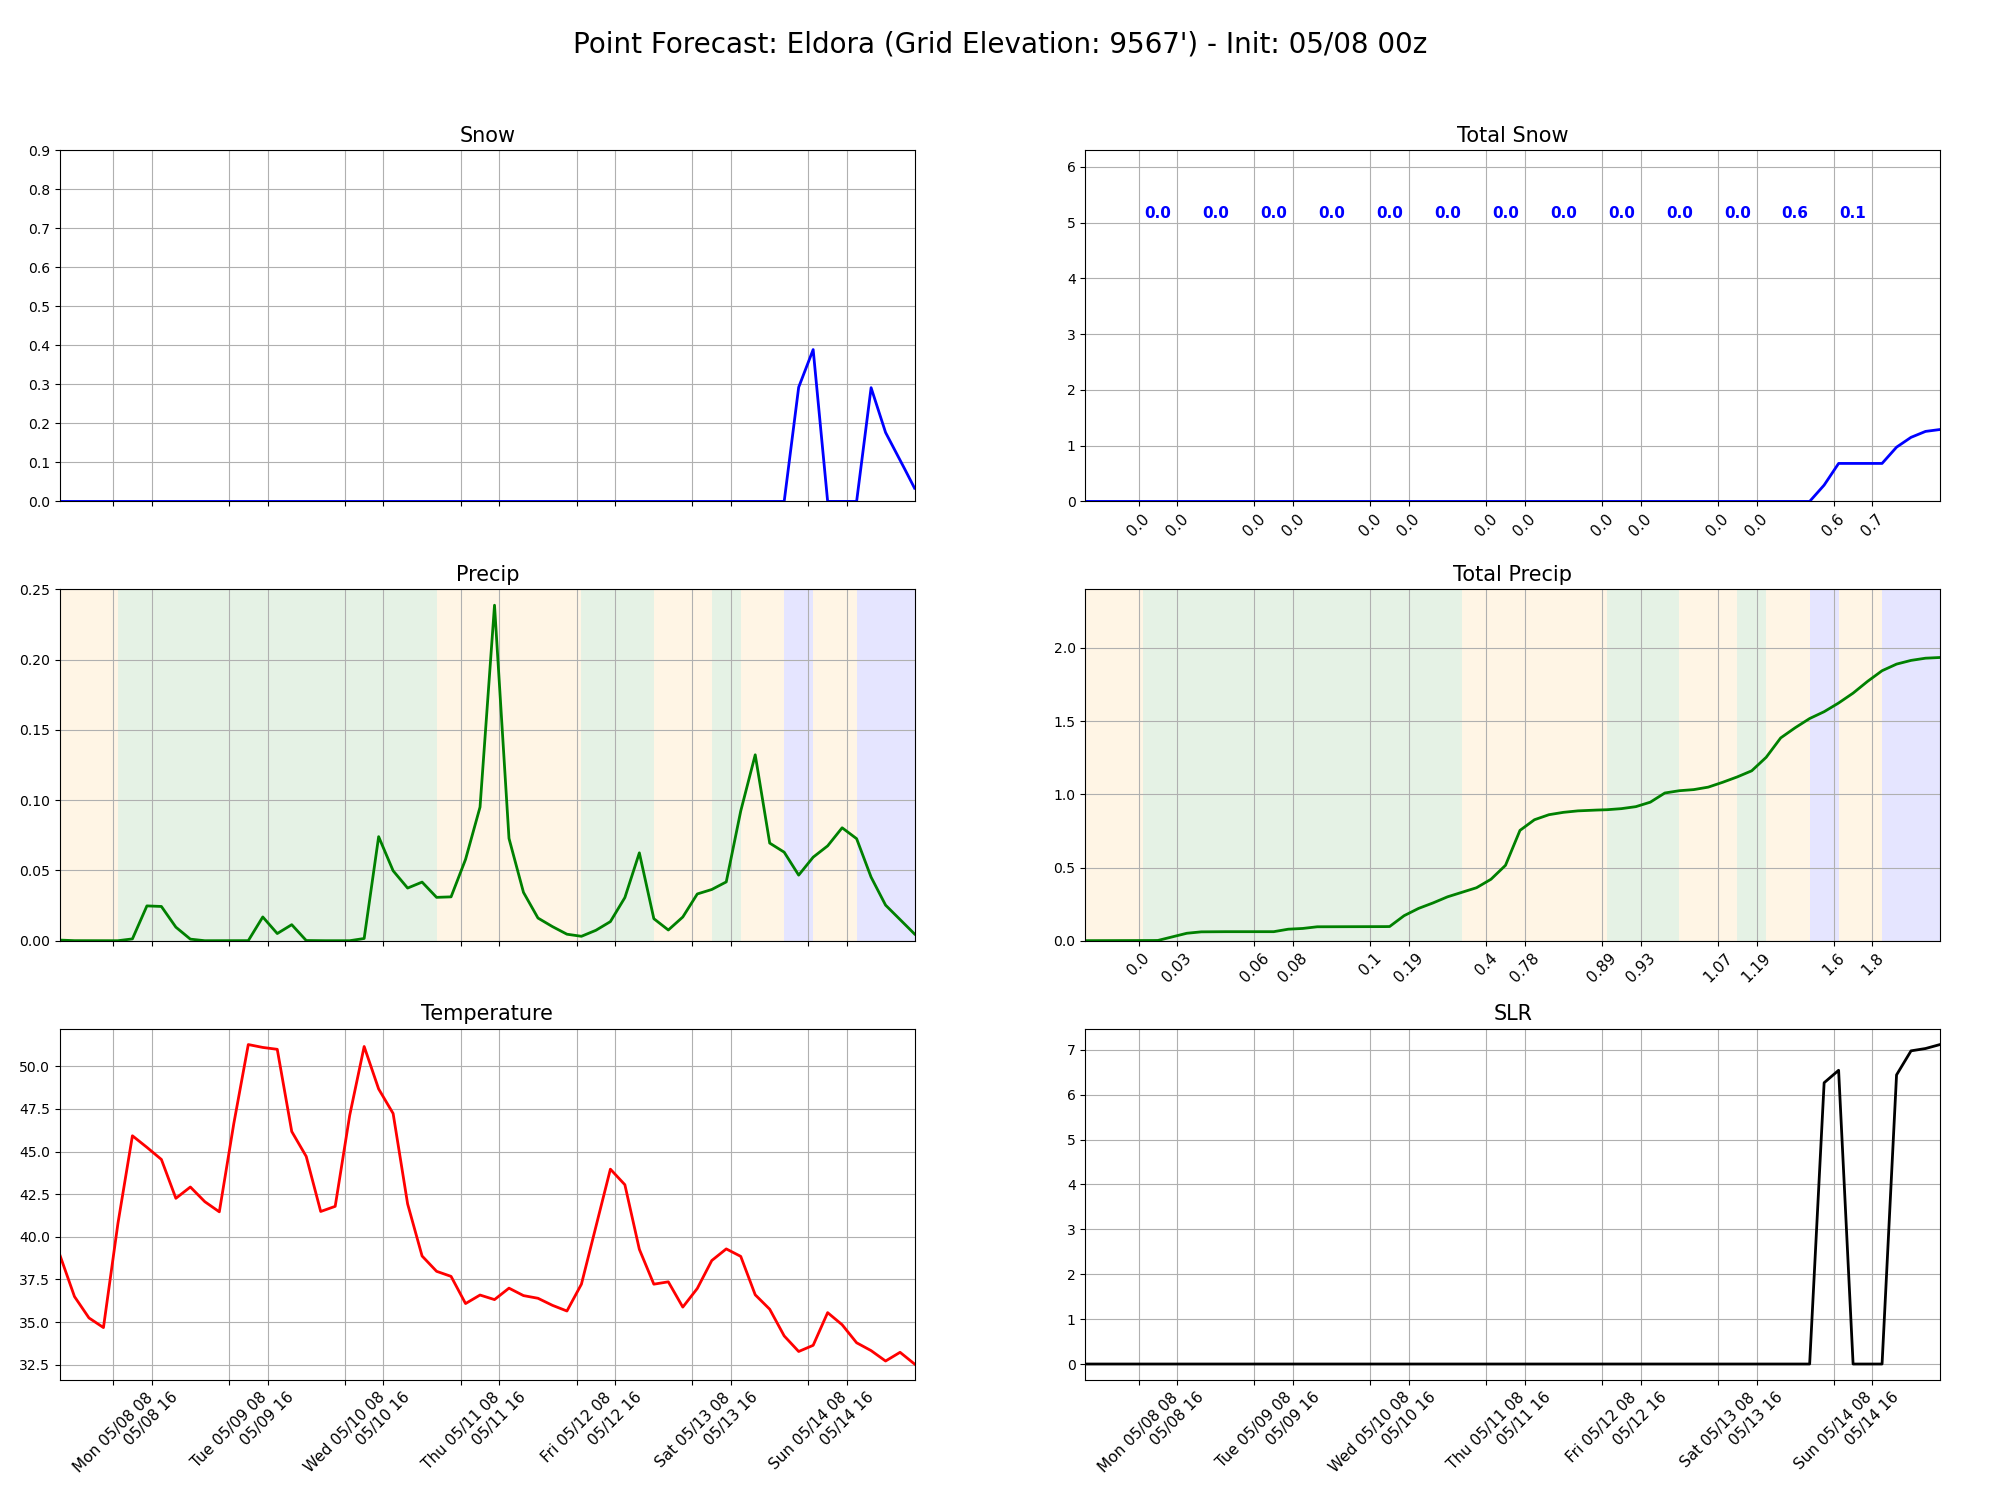 Point Forecast: Eldora (Grid Elevation: 9567') - Init: 05/08 00z
Snow
0.9
0.8
0.7
0.6
0.5
0.4
0.3
0.2
0.1
0.0
Total Snow
6
5
4
3
2
1
0
0.0 0.0 0.0 0.0 0.0 0.0 0.0 0.0 0.0 0.0 0.0 0.6 0.1
0.0 0.0 0.0 0.0 0.0 0.0 0.0 0.0 0.0 0.0 0.0 0.0 0.6 0.7
Precip
0.25
0.20
0.15
0.10
0.05
0.00
Total Precip
2.0
1.5
1.0
0.5
0.0
0.0 0.03 0.06 0.08 0.1 0.19 0.4 0.78 0.89 0.93 1.07 1.19 1.6 1.8
Temperature
50.0
47.5
45.0
42.5
40.0
37.5
35.0
32.5
Mon 05/08 08
05/08 16
Tue 05/09 08
05/09 16
Wed 05/10 08
05/10 16
Thu 05/11 08
05/11 16
Fri 05/12 08
05/12 16
Sat 05/13 08
05/13 16
Sun 05/14 08
05/14 16
SLR
7
6
5
4
3
2
1
0
Mon 05/08 08
05/08 16
Tue 05/09 08
05/09 16
Wed 05/10 08
05/10 16
Thu 05/11 08
05/11 16
Fri 05/12 08
05/12 16
Sat 05/13 08
05/13 16
Sun 05/14 08
05/14 16